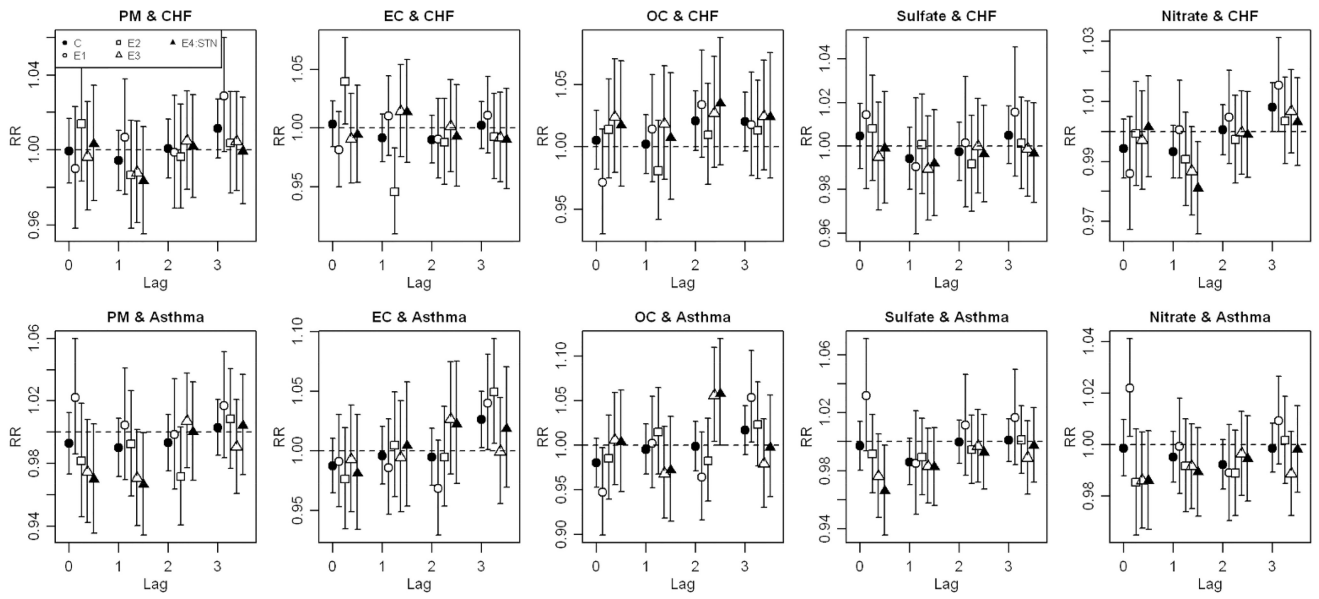 PM & CHF
C E2 E4:STN
E1 E3
RR
0.96 1.00 1.04
0 1 2 3
Lag
EC & CHF
RR
0.95 1.00 1.05
0 1 2 3
Lag
OC & CHF
RR
0.95 1.00 1.05
0 1 2 3
Lag
Sulfate & CHF
RR
0.96 0.98 1.00 1.02 1.04
0 1 2 3
Lag
Nitrate & CHF
RR
0.97 0.99 1.01 1.03
0 1 2 3
Lag
PM & Asthma
RR
0.94 0.98 1.02 1.06
0 1 2 3
Lag
EC & Asthma
RR
0.95 1.00 1.05 1.10
0 1 2 3
Lag
OC & Asthma
RR
0.90 0.95 1.00 1.05 1.10
0 1 2 3
Lag
Sulfate & Asthma
RR
0.94 0.98 1.02 1.06
0 1 2 3
Lag
Nitrate & Asthma
RR
0.98 1.00 1.02 1.04
0 1 2 3
Lag